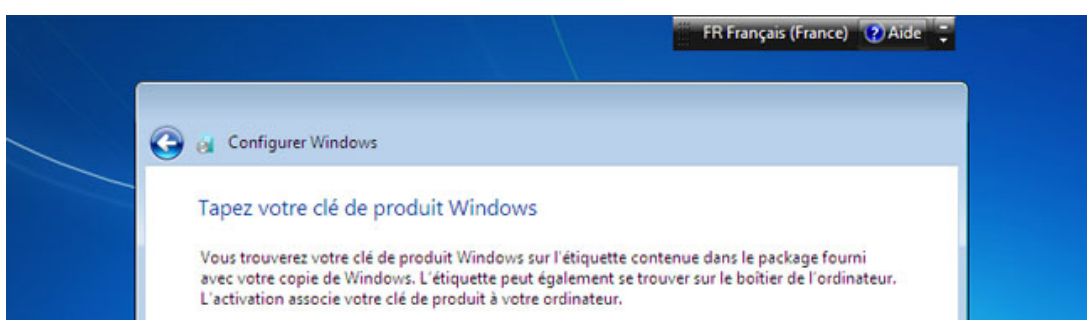 FR Français (France) ? Aide
Configurer Windows
Tapez votre clé de produit Windows
Vous trouverez votre clé de produit Windows sur l'étiquette contenue dans le package fourni
avec votre copie de Windows. L'étiquette peut également se trouver sur le boîtier de l'ordinateur.
L'activation associe votre clé de produit à votre ordinateur.